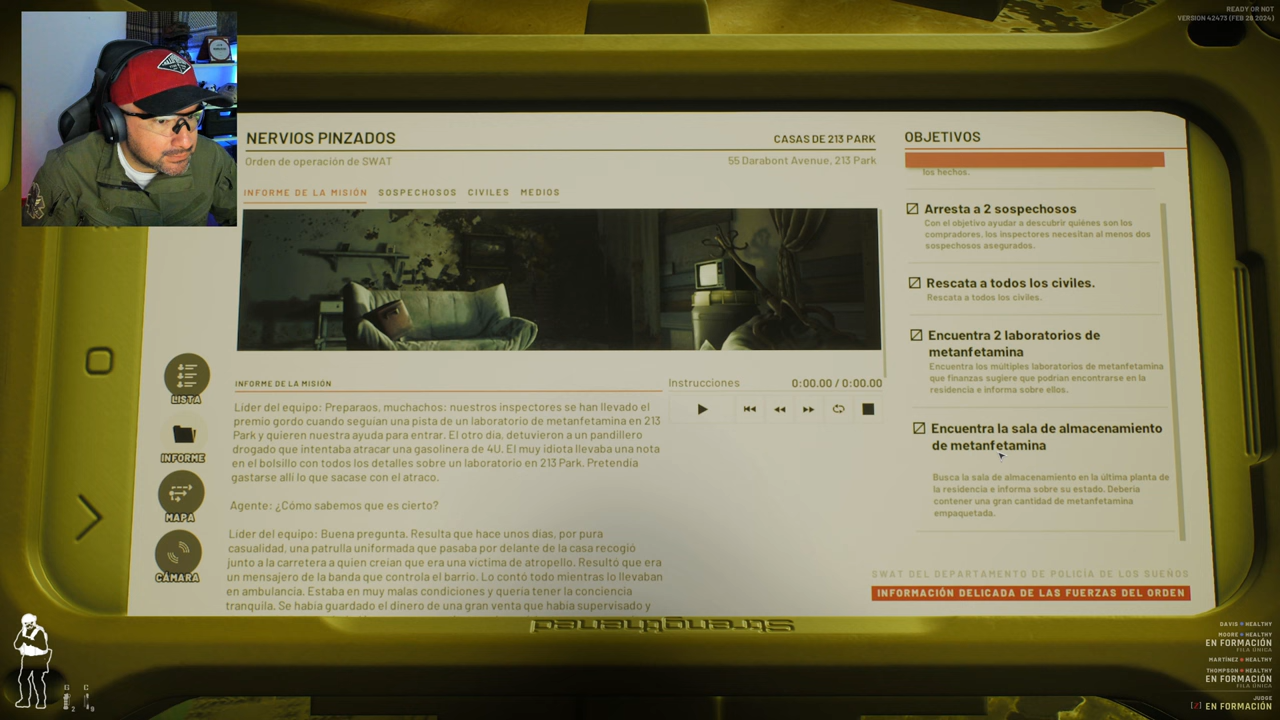 READY OR NOT
VERSION 42473 (FEB 28 2024)
NERVIOS PINZADOS
CASAS DE 213 PARK
Orden de operación de SWAT
55 Darabont Avenue, 213 Park
INFORME DE LA MISIÓN SOSPECHOSOS CIVILES MEDIOS
OBJETIVOS
los hechos.
Arresta a 2 sospechosos
Con el objetivo ayudar a descubrir quiénes son los
compradores, los inspectores necesitan al menos dos
sospechosos asegurados.
Rescata a todos los civiles.
Rescata a todos los civiles.
Encuentra 2 laboratorios de
metanfetamina
Encuentra los múltiples laboratorios de metanfetamina
que finanzas sugiere que podrían encontrarse en la
residencia e informa sobre ellos.
Encuentra la sala de almacenamiento
de metanfetamina
Busca la sala de almacenamiento en la última planta de
la residencia e informa sobre su estado. Debería
contener una gran cantidad de metanfetamina
empaquetada.
LISTA
INFORME
MAPA
CÁMARA
INFORME DE LA MISIÓN
Instrucciones 0:00.00 / 0:00.00
Líder del equipo: Preparaos, muchachos: nuestros inspectores se han llevado el
premio gordo cuando seguían una pista de un laboratorio de metanfetamina en 213
Park y quieren nuestra ayuda para entrar. El otro día, detuvieron a un pandillero
drogado que intentaba atracar una gasolinera de 4U. El muy idiota llevaba una nota
en el bolsillo con todos los detalles sobre un laboratorio en 213 Park. Pretendía
gastarse allí lo que sacase con el atraco.
Agente: ¿Cómo sabemos que es cierto?
Líder del equipo: Buena pregunta. Resulta que hace unos días, por pura
casualidad, una patrulla uniformada que pasaba por delante de la casa recogió
junto a la carretera a quien creían que era una víctima de atropello. Resultó que era
un mensajero de la banda que controla el barrio. Lo contó todo mientras lo llevaban
en ambulancia. Estaba en muy malas condiciones y quería tener la conciencia
tranquila. Se había guardado el dinero de una gran venta que había supervisado y
SWAT DEL DEPARTAMENTO DE POLICÍA DE LOS SUEÑOS
INFORMACIÓN DELICADA DE LAS FUERZAS DEL ORDEN
Strengthened
DAVIS HEALTHY
MOORE HEALTHY
EN FORMACIÓN
FILA ÚNICA
MARTÍNEZ HEALTHY
THOMPSON HEALTHY
EN FORMACIÓN
FILA ÚNICA
JUDGE
[Z] EN FORMACIÓN
G C
2 9